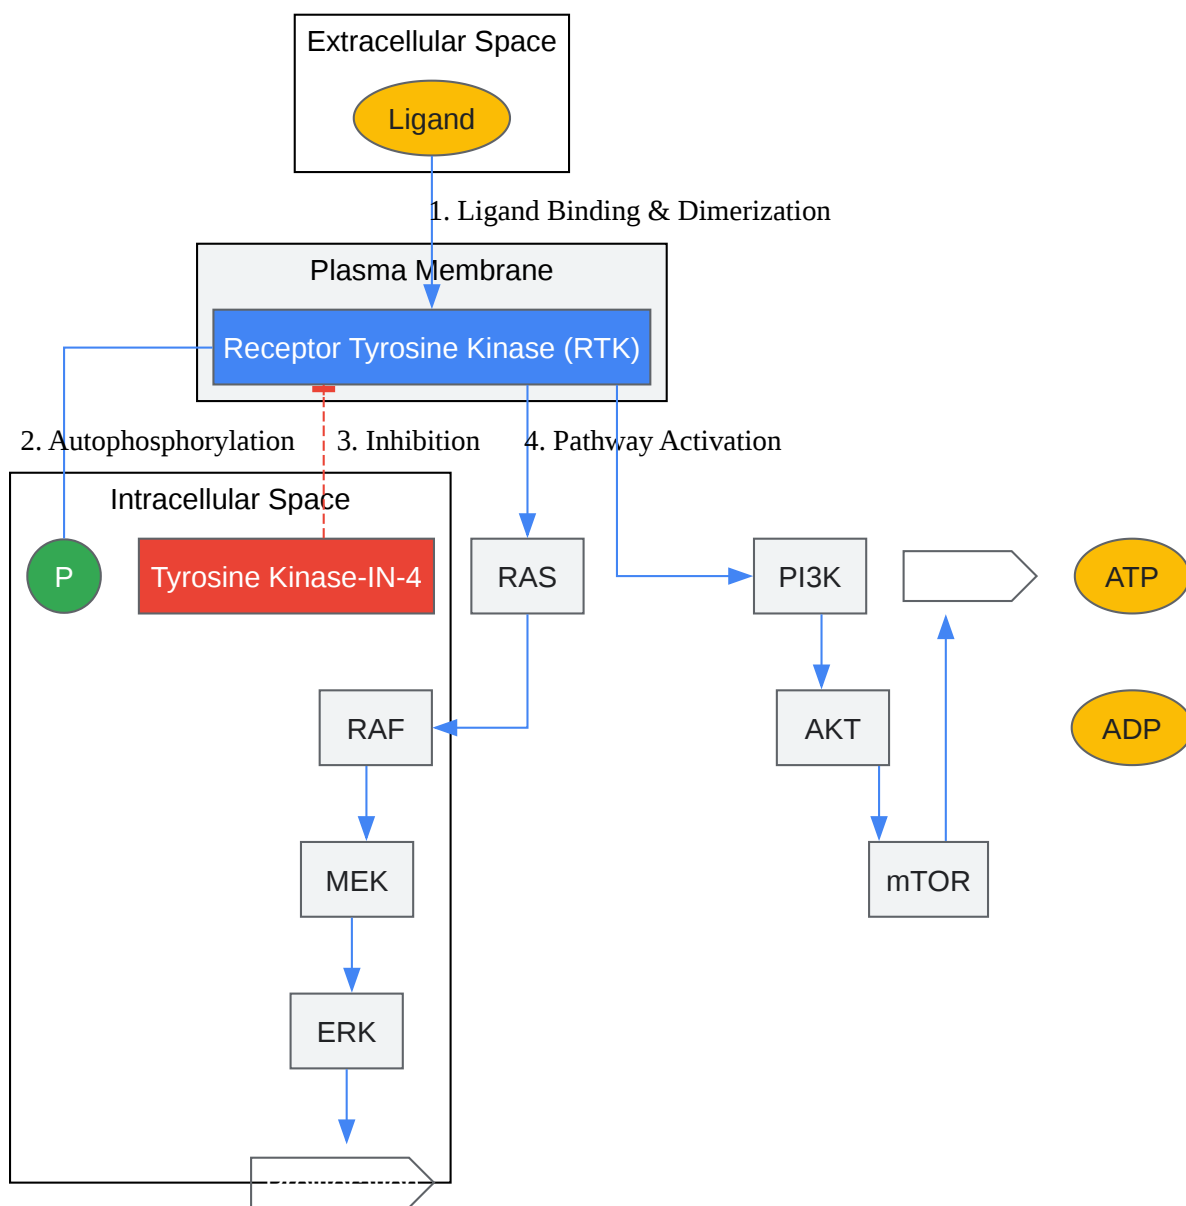 Extracellular Space
Ligand
1. Ligand Binding & Dimerization
Plasma Membrane
Receptor Tyrosine Kinase (RTK)
2. Autophosphorylation
3. Inhibition
4. Pathway Activation
Intracellular Space
P
Tyrosine Kinase-IN-4
RAS
PI3K
ATP
RAF
AKT
ADP
MEK
mTOR
ERK